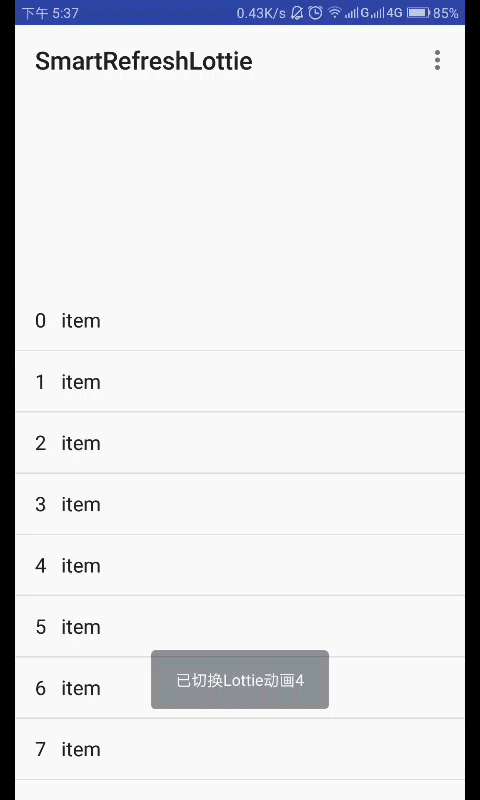 下午 5:37 0.43K/s G 4G 85%
SmartRefreshLottie
0 item
1 item
2 item
3 item
4 item
5 item
6 item
已切换Lottie动画4
7 item